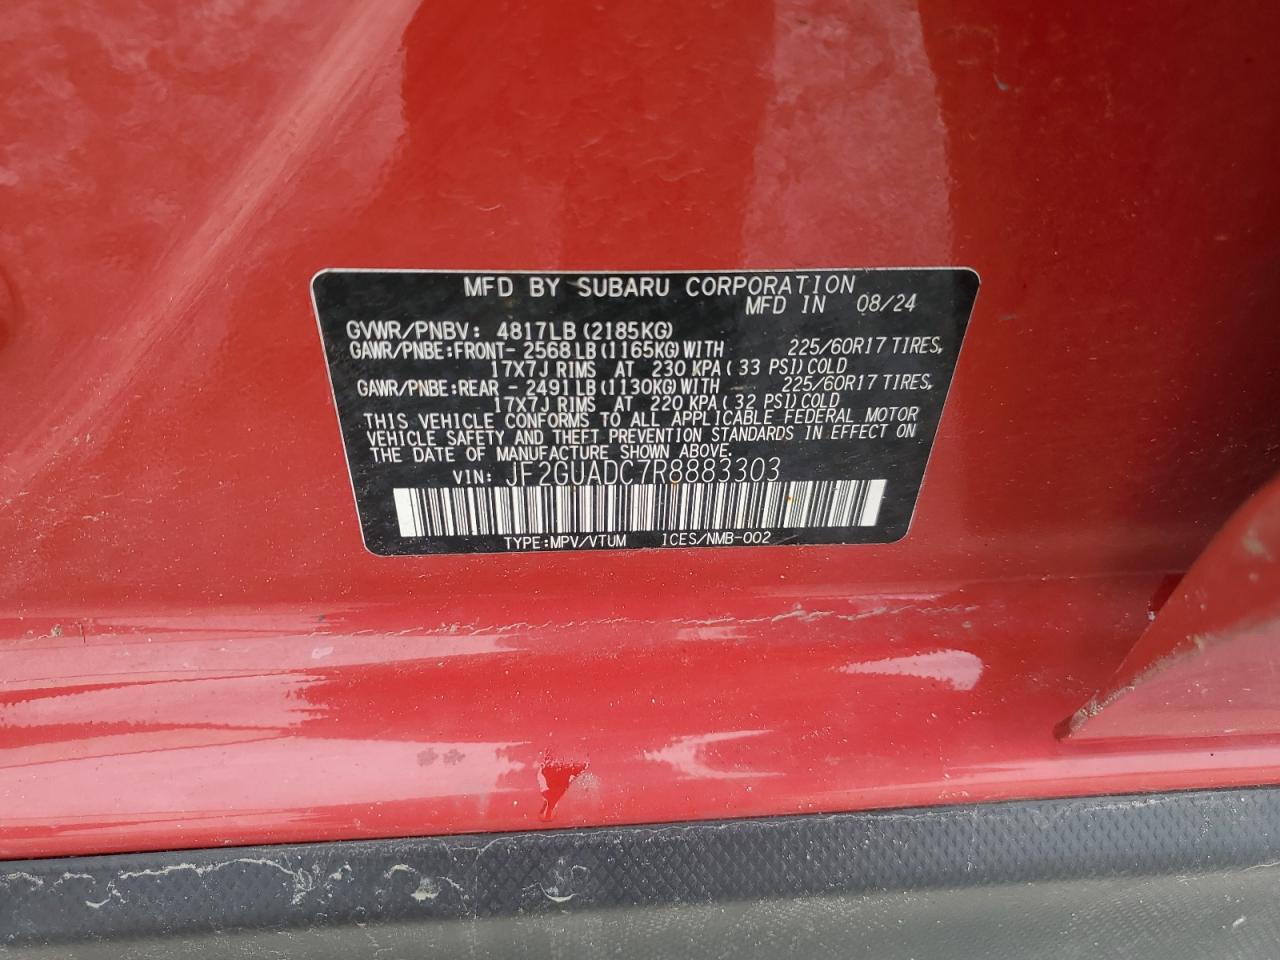 MFD BY SUBARU CORPORATION
MFD IN 08/24
GVWR/PNBV: 4817LB (2185KG)
GAWR/PNBE:FRONT- 2568LB (1165KG) WITH 225/60R17 TIRES,
17X7J RIMS AT 230 KPA ( 33 PSI) COLD
GAWR/PNBE:REAR - 2491LB (1130KG) WITH 225/60R17 TIRES,
17X7J RIMS AT 220 KPA ( 32 PSI) COLD
THIS VEHICLE CONFORMS TO ALL APPLICABLE FEDERAL MOTOR
VEHICLE SAFETY AND THEFT PREVENTION STANDARDS IN EFFECT ON
THE DATE OF MANUFACTURE SHOWN ABOVE.
VIN: JF2GUADC7R8883303
TYPE:MPV/VTUM ICES/NMB-002